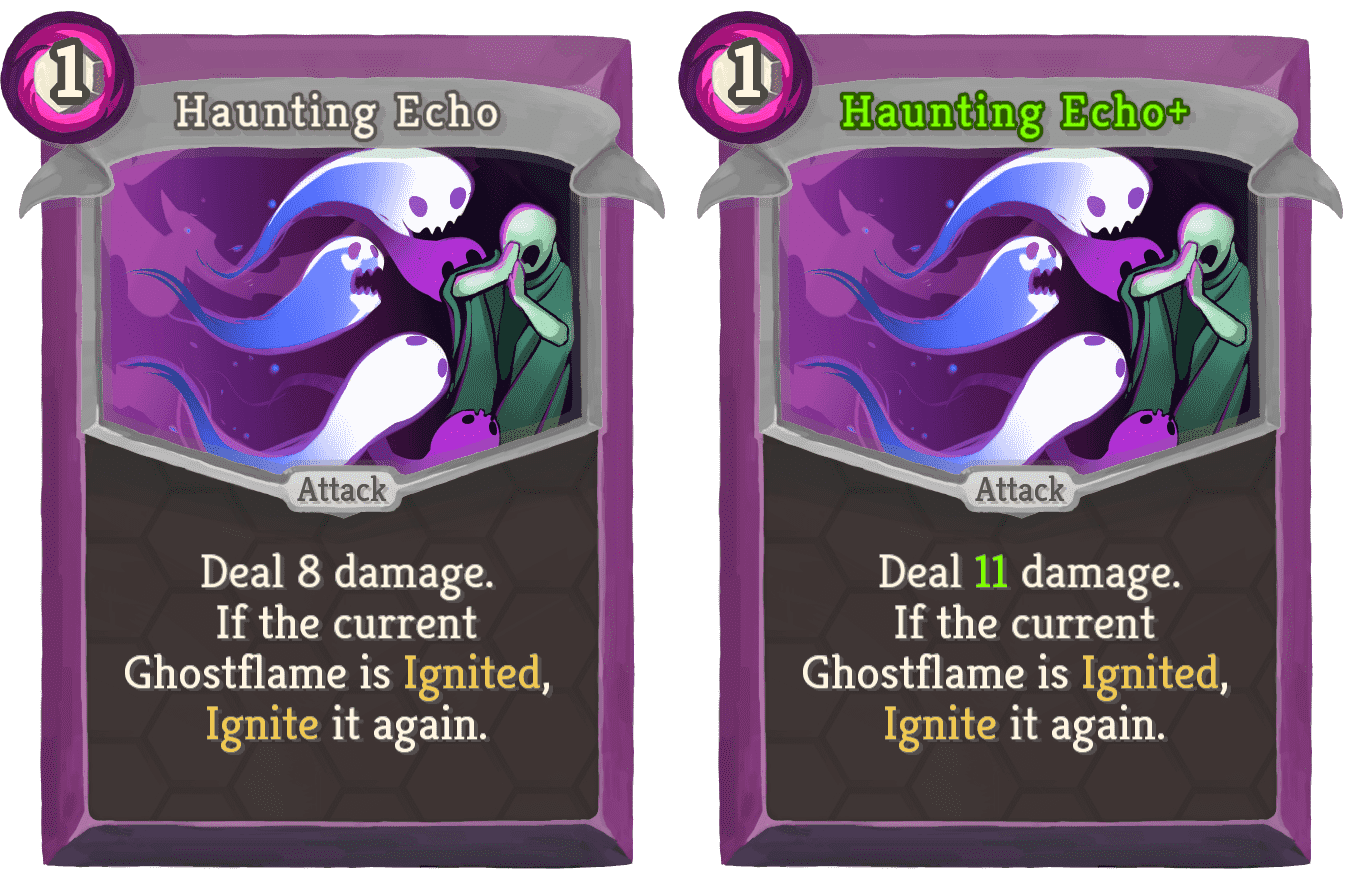 1
Haunting Echo
Attack
Deal 8 damage.
If the current
Ghostflame is Ignited,
Ignite it again.
1
Haunting Echo+
Attack
Deal 11 damage.
If the current
Ghostflame is Ignited,
Ignite it again.